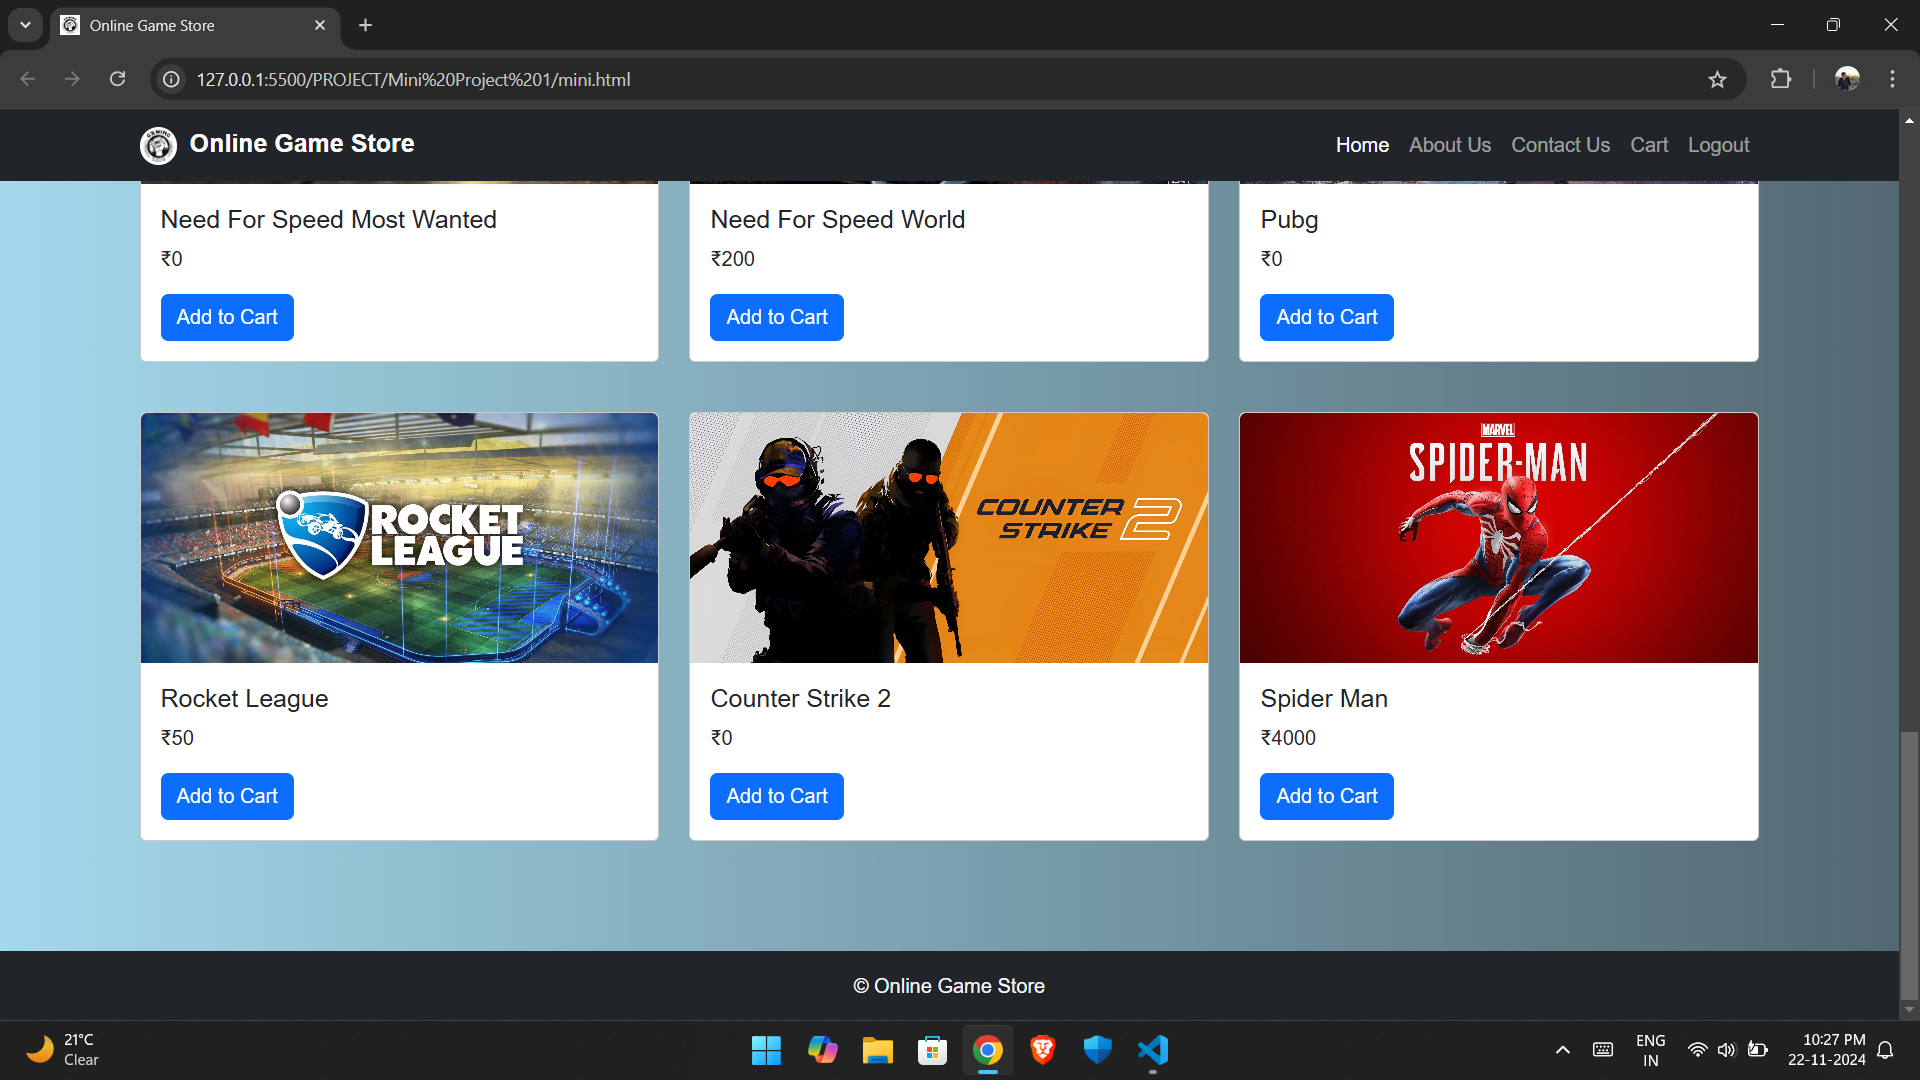 Online Game Store
127.0.0.1:5500/PROJECT/Mini%20Project%201/mini.html
Online Game Store
Home About Us Contact Us Cart Logout
Need For Speed Most Wanted
₹0
Add to Cart
Need For Speed World
₹200
Add to Cart
Pubg
₹0
Add to Cart
ROCKET
LEAGUE
Rocket League
₹50
Add to Cart
COUNTER
STRIKE 2
Counter Strike 2
₹0
Add to Cart
MARVEL
SPIDER-MAN
Spider Man
₹4000
Add to Cart
© Online Game Store
21°C
Clear
ENG
IN
10:27 PM
22-11-2024